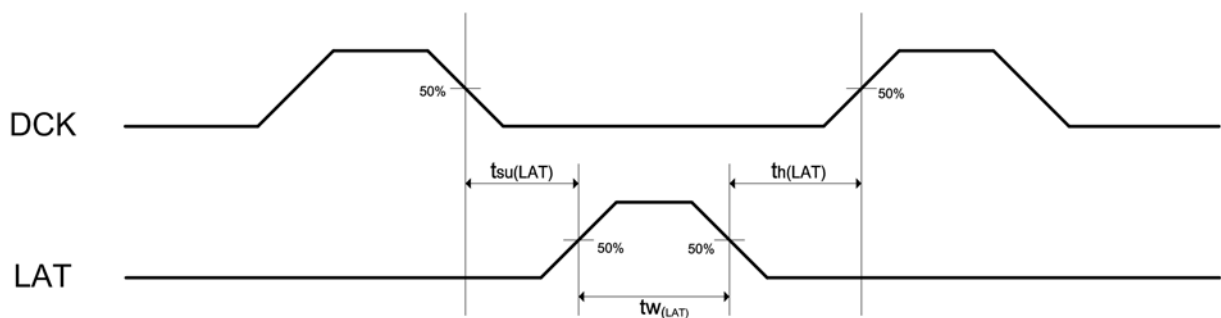 50% 50%
DCK
tsu(LAT) th(LAT)
50% 50%
LAT
tw(LAT)